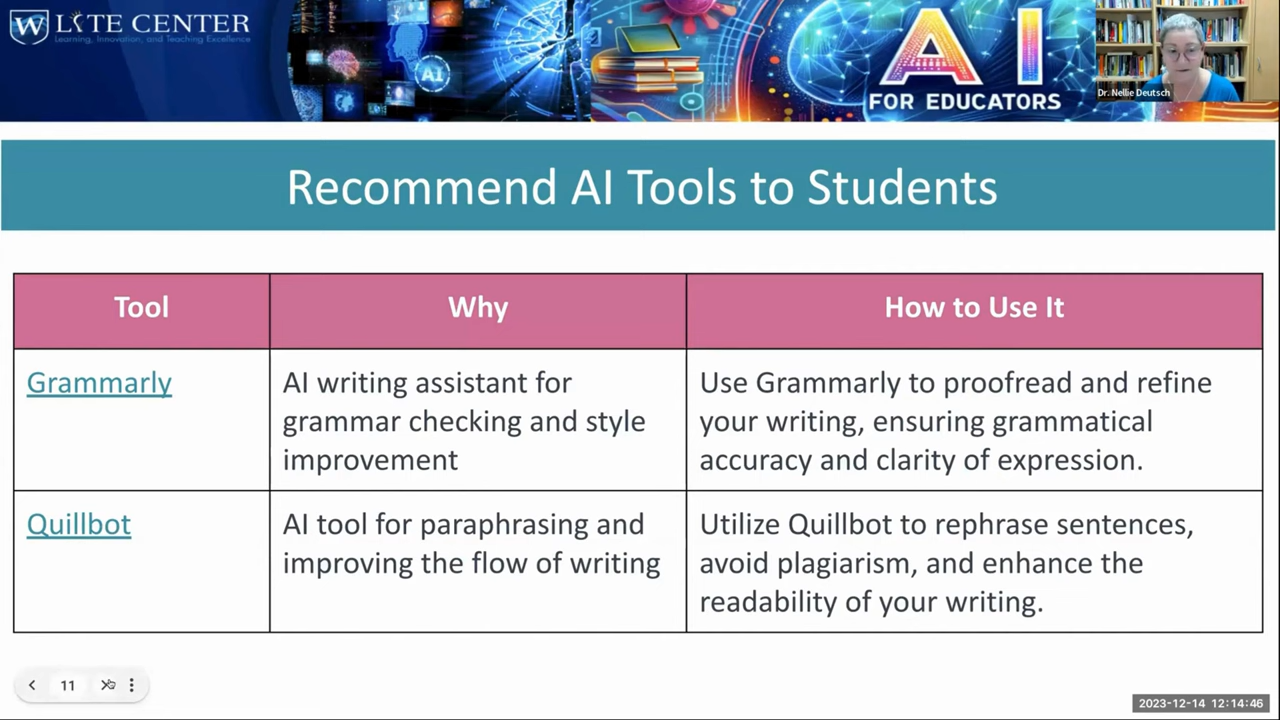 LITE CENTER
Learning, Innovation, and Teaching Excellence
AI
AI
FOR EDUCATORS
Dr. Nellie Deutsch
Recommend AI Tools to Students
Tool
Why
How to Use It
Grammarly
AI writing assistant for
grammar checking and style
improvement
Use Grammarly to proofread and refine
your writing, ensuring grammatical
accuracy and clarity of expression.
Quillbot
AI tool for paraphrasing and
improving the flow of writing
Utilize Quillbot to rephrase sentences,
avoid plagiarism, and enhance the
readability of your writing.
11
2023-12-14 12:14:46